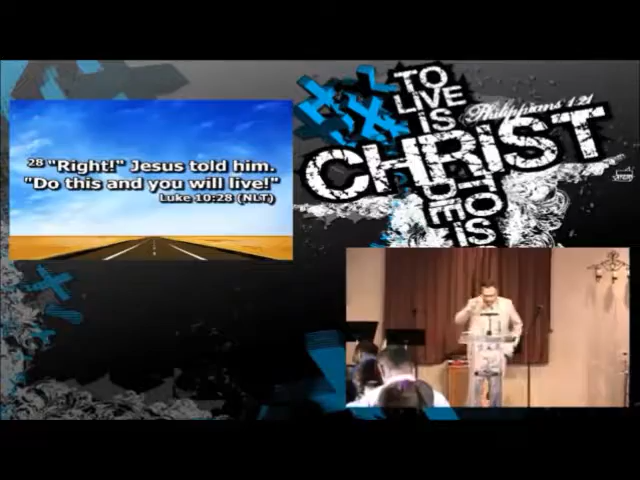 28 "Right!" Jesus told him.
"Do this and you will live!"
Luke 10:28 (NLT)
TO
LIVE IS
CHRIST
Philippians 1:21
DIE
TO
IS